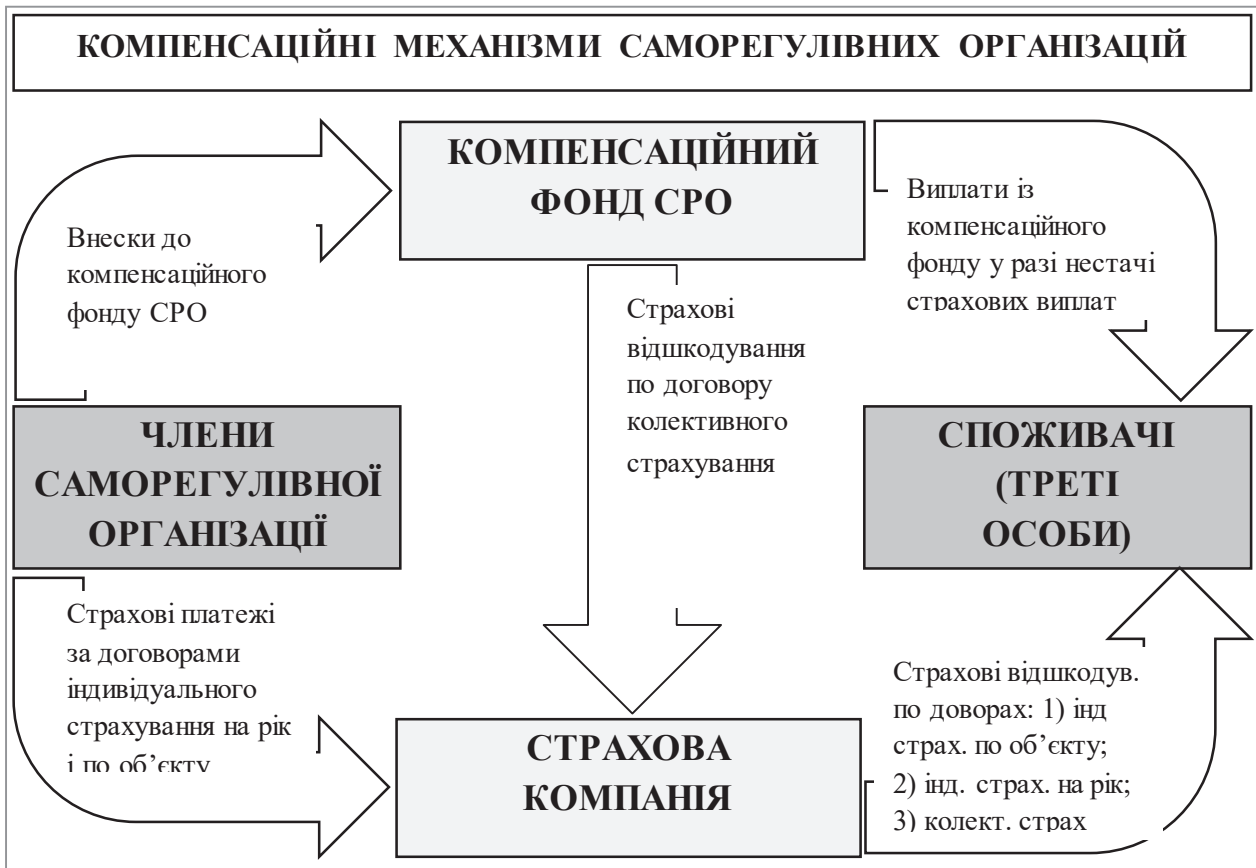 КОМПЕНСАЦІЙНІ МЕХАНІЗМИ САМОРЕГУЛІВНИХ ОРГАНІЗАЦІЙ
КОМПЕНСАЦІЙНИЙ
ФОНД СРО
Внески до
компенсаційного
фонду СРО
Виплати із
компенсаційного
фонду у разі нестачі
страхових виплат
Страхові
відшкодування
по договору
колективного
страхування
ЧЛЕНИ
САМОРЕГУЛІВНОЇ
ОРГАНІЗАЦІЇ
СПОЖИВАЧІ
(ТРЕТІ
ОСОБИ)
Страхові платежі
за договорами
індивідуального
страхування на рік
і по об’єкту
СТРАХОВА
КОМПАНІЯ
Страхові відшкодув.
по доворах: 1) інд
страх. по об’єкту;
2) інд. страх. на рік;
3) колект. страх